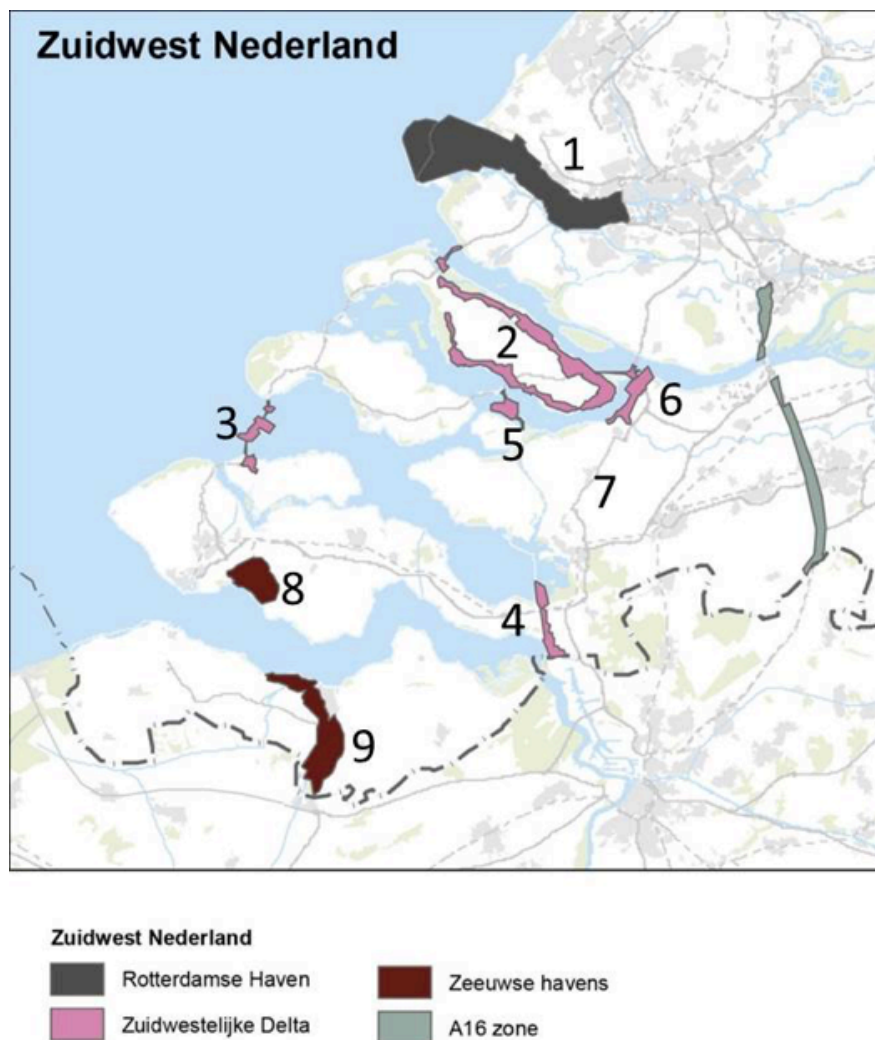 Zuidwest Nederland
1
2
3
6
5
7
8
4
9
Zuidwest Nederland
Rotterdamse Haven
Zeeuwse havens
Zuidwestelijke Delta
A16 zone